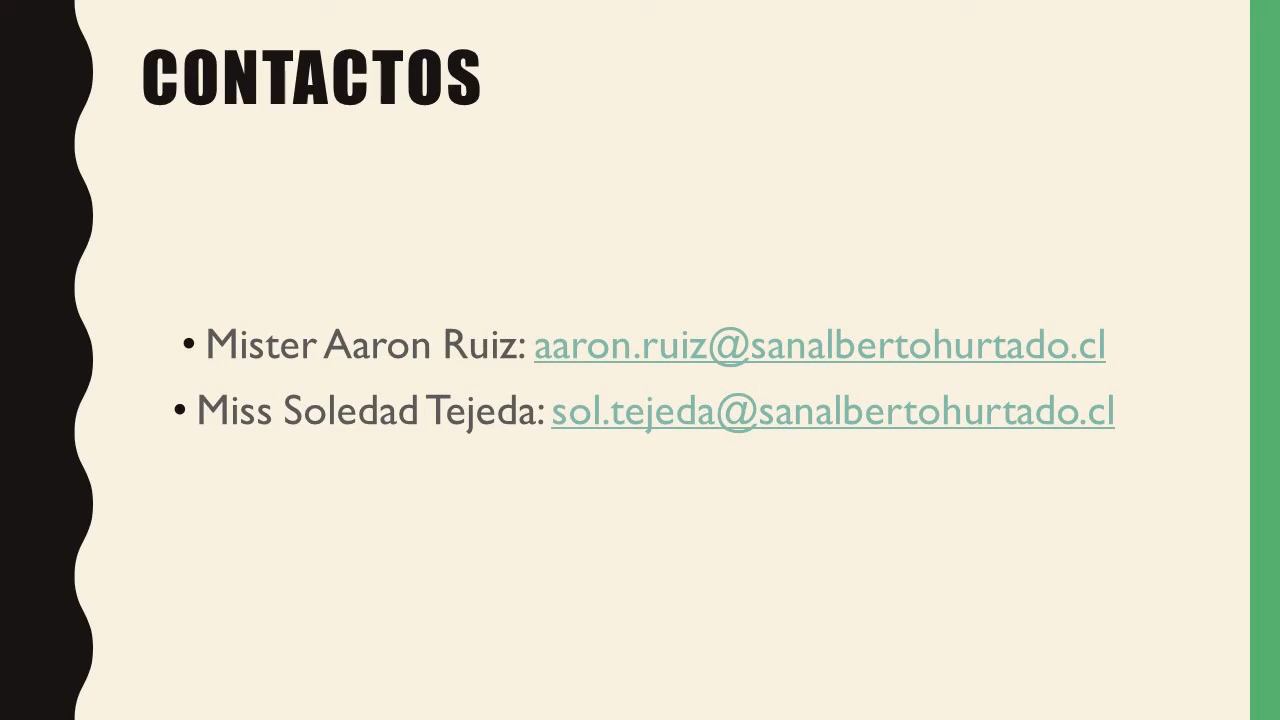 CONTACTOS
• Mister Aaron Ruiz: aaron.ruiz@sanalbertohurtado.cl
• Miss Soledad Tejeda: sol.tejeda@sanalbertohurtado.cl